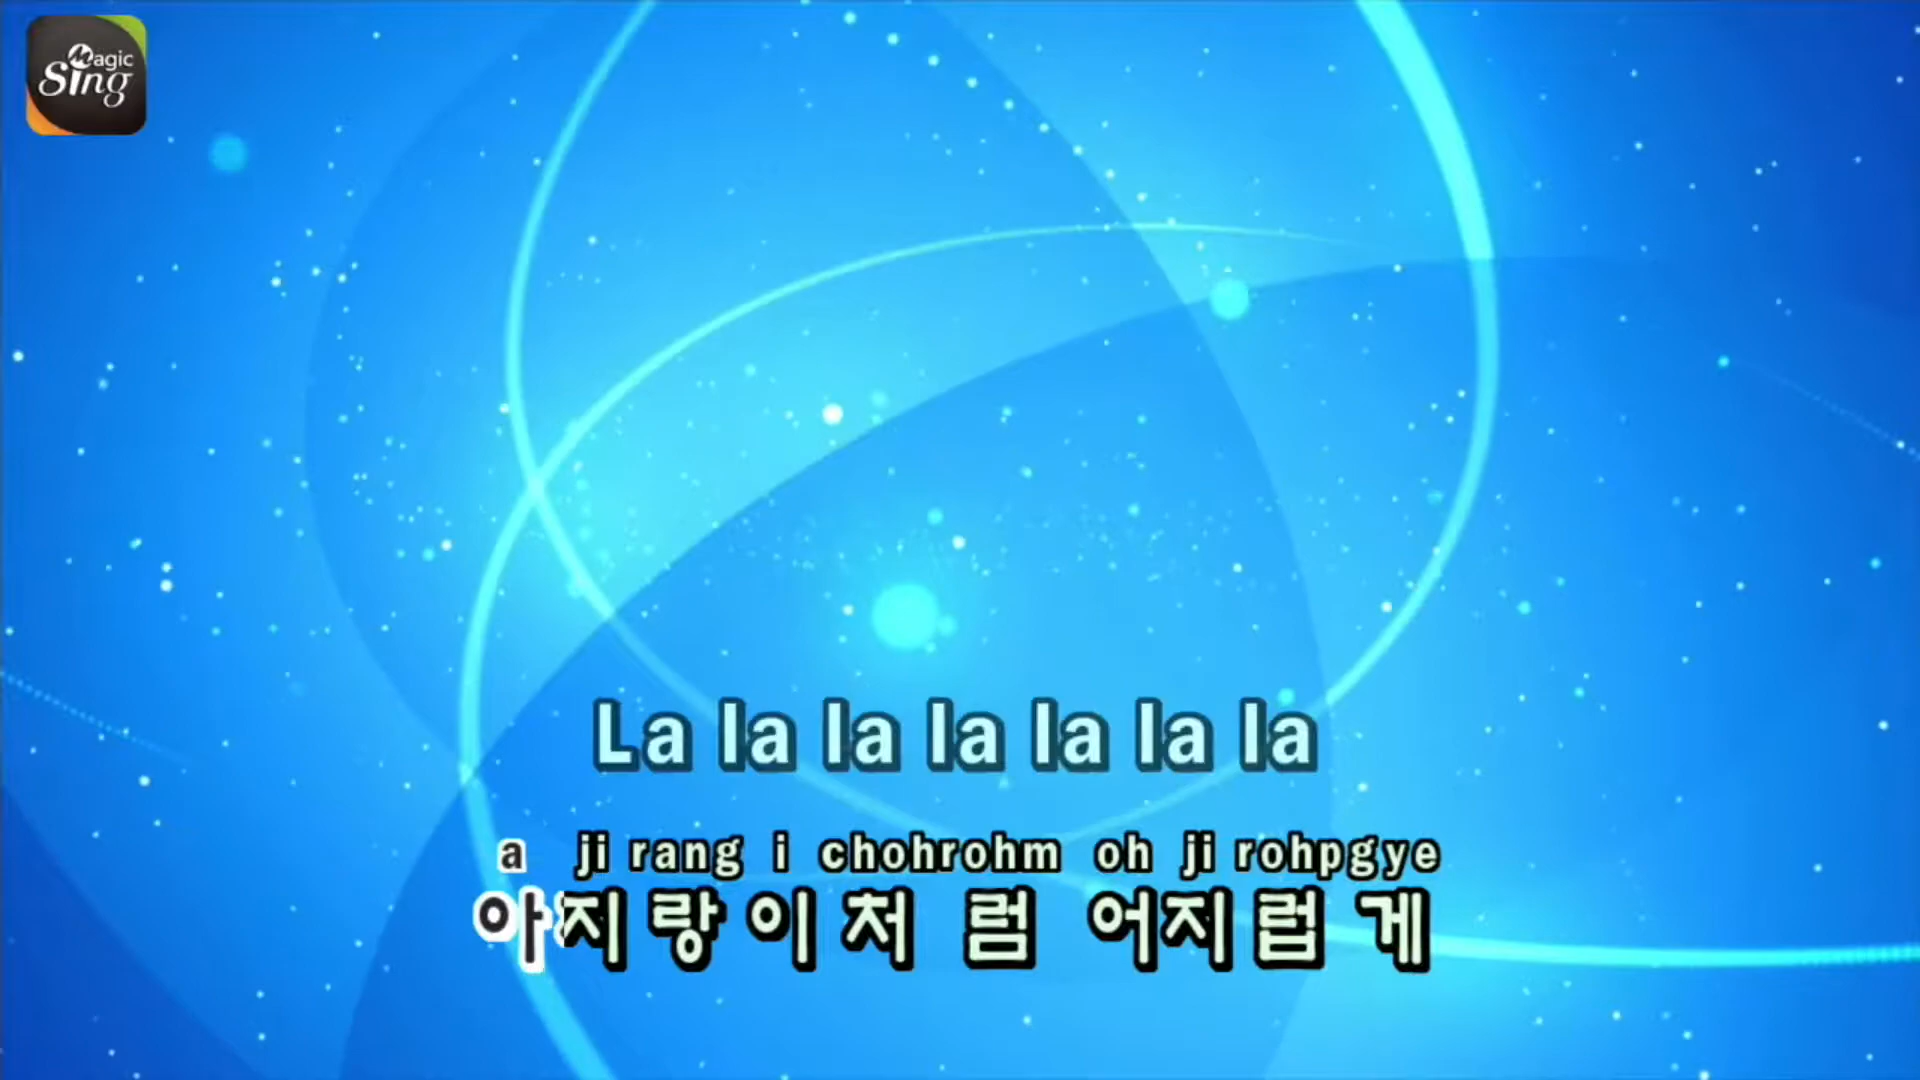 Magic
Sing
La la la la la la la
a ji rang i chohrohm oh ji rohpgye
아지랑이처럼 어지럽게